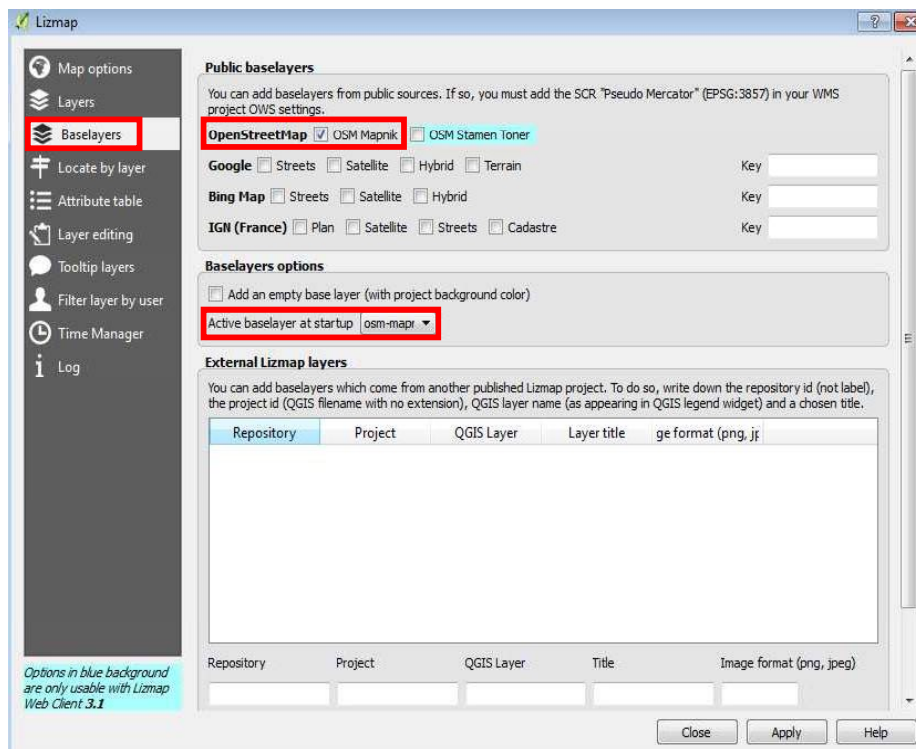 Lizmap
Map options
Layers
Baselayers
Locate by layer
Attribute table
Layer editing
Tooltip layers
Filter layer by user
Time Manager
Log
Options in blue background
are only usable with Lizmap
Web Client 3.1
Public baselayers
You can add baselayers from public sources. If so, you must add the SCR "Pseudo Mercator" (EPSG:3857) in your WMS
project OWS settings.
OpenStreetMap OSM Mapnik OSM Stamen Toner
Google Streets Satellite Hybrid Terrain Key
Bing Map Streets Satellite Hybrid Key
IGN (France) Plan Satellite Streets Cadastre Key
Baselayers options
Add an empty base layer (with project background color)
Active baselayer at startup osm-mapr
External Lizmap layers
You can add baselayers which come from another published Lizmap project. To do so, write down the repository id (not label),
the project id (QGIS filename with no extension), QGIS layer name (as appearing in QGIS legend widget) and a chosen title.
Repository Project QGIS Layer Layer title ge format (png, jp
Repository Project QGIS Layer Title Image format (png, jpeg)
Close Apply Help